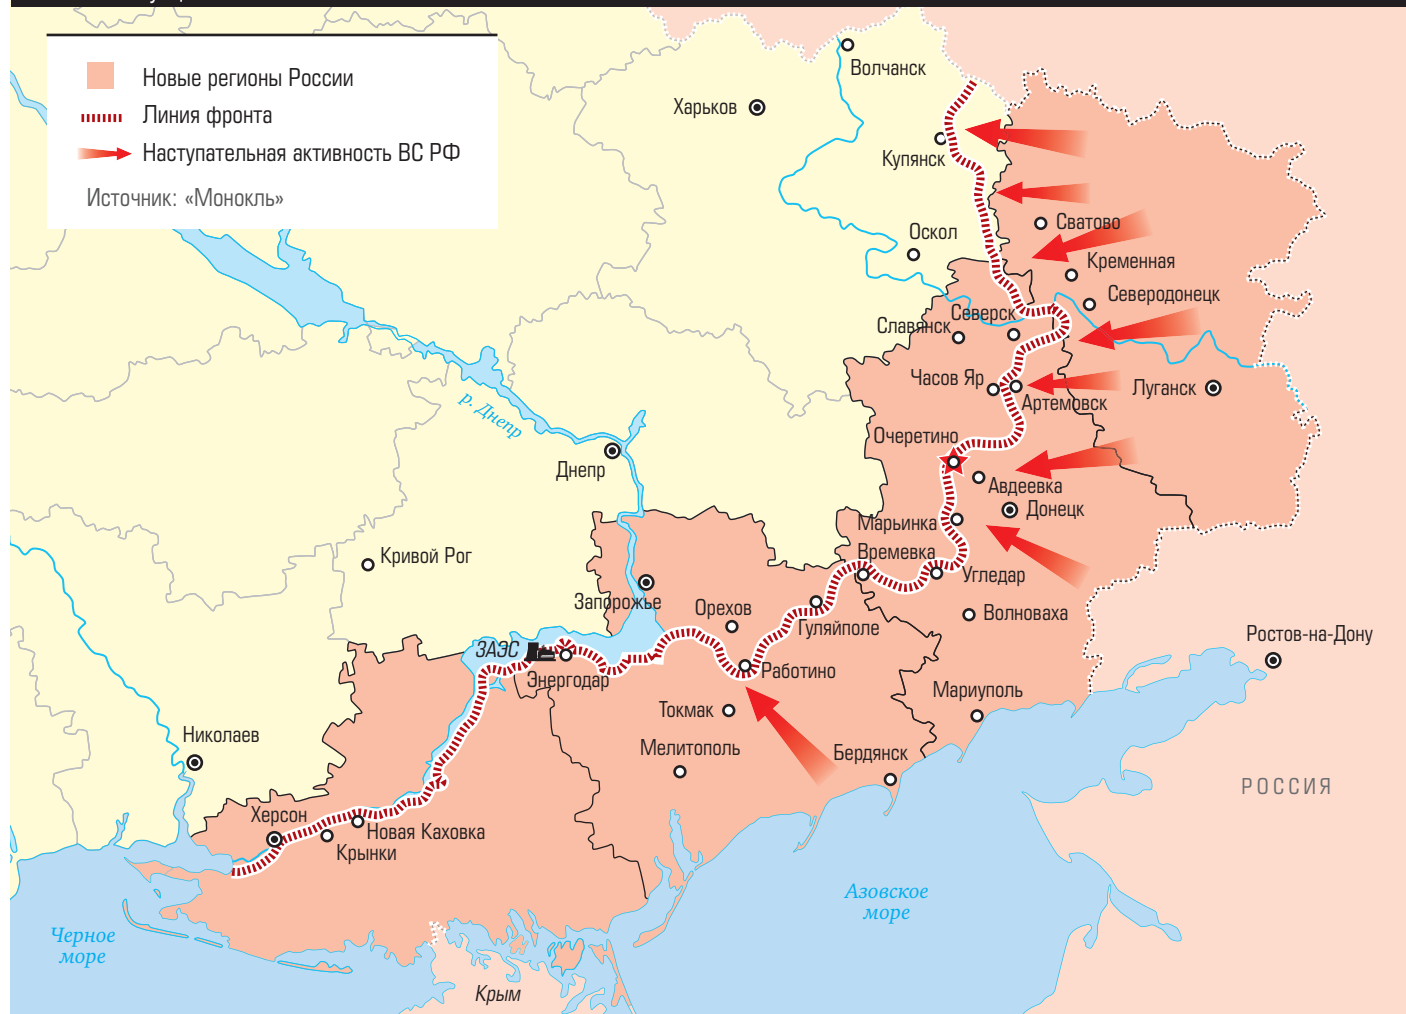 Новые регионы России
Линия фронта
Наступательная активность ВС РФ
Источник: «Монокль»
Волчанск
Харьков
Купянск
Оскол
Сватово
Кременная
Северодонецк
Северск
Славянск
Часов Яр
Артемовск
Луганск
Очеретино
р. Днепр
Днепр
Авдеевка
Донецк
Марьинка
Времевка
Угледар
Кривой Рог
Запорожье
Орехов
Гуляйполе
Волноваха
Ростов-на-Дону
ЗАЭС
Энергодар
Работино
Мариуполь
Токмак
Николаев
Мелитополь
Бердянск
РОССИЯ
Херсон
Новая Каховка
Крынки
Азовское
море
Черное
море
Крым